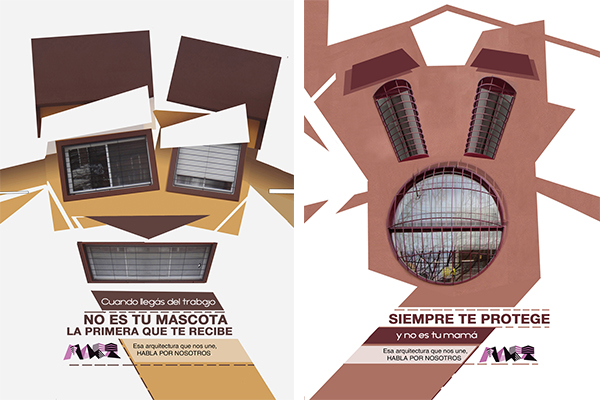 Cuando llegás del trabajo
NO ES TU MASCOTA
LA PRIMERA QUE TE RECIBE
Esa arquitectura que nos une,
HABLA POR NOSOTROS
SIEMPRE TE PROTEGE
y no es tu mamá
Esa arquitectura que nos une,
HABLA POR NOSOTROS